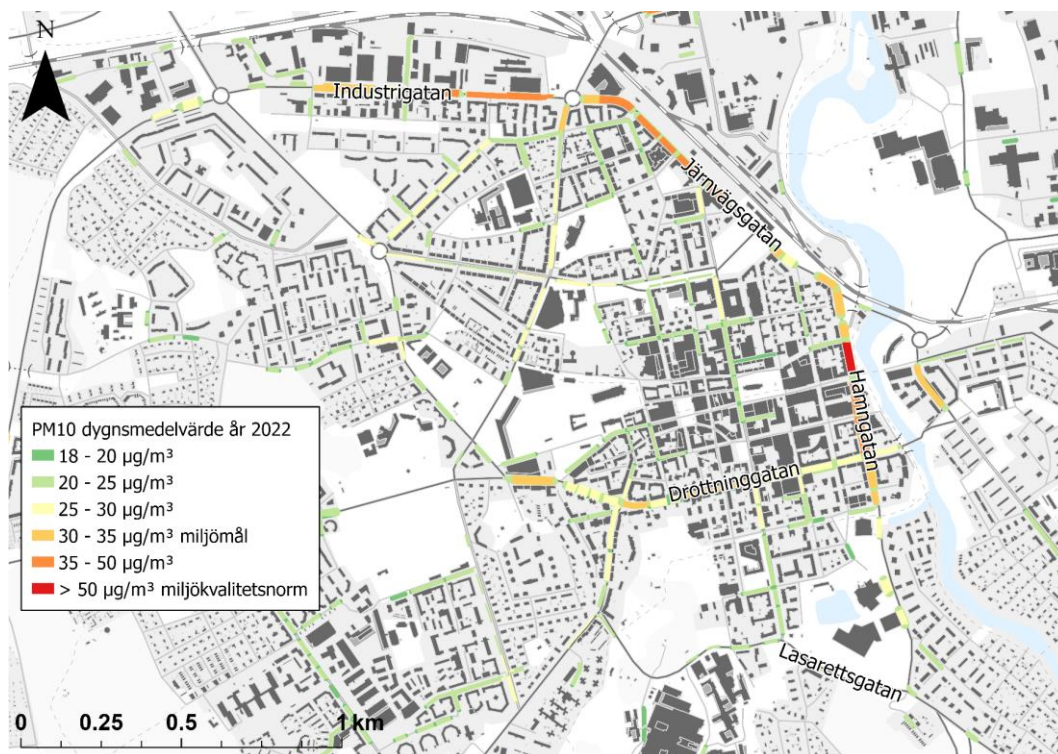 N
Industrigatan
Järnvägsgatan
Hamngatan
Drottninggatan
Lasarettsgatan
PM10 dygnsmedelvärde år 2022
18 - 20 µg/m³
20 - 25 µg/m³
25 - 30 µg/m³
30 - 35 µg/m³ miljömål
35 - 50 µg/m³
> 50 µg/m³ miljökvalitetsnorm
0 0.25 0.5 1 km